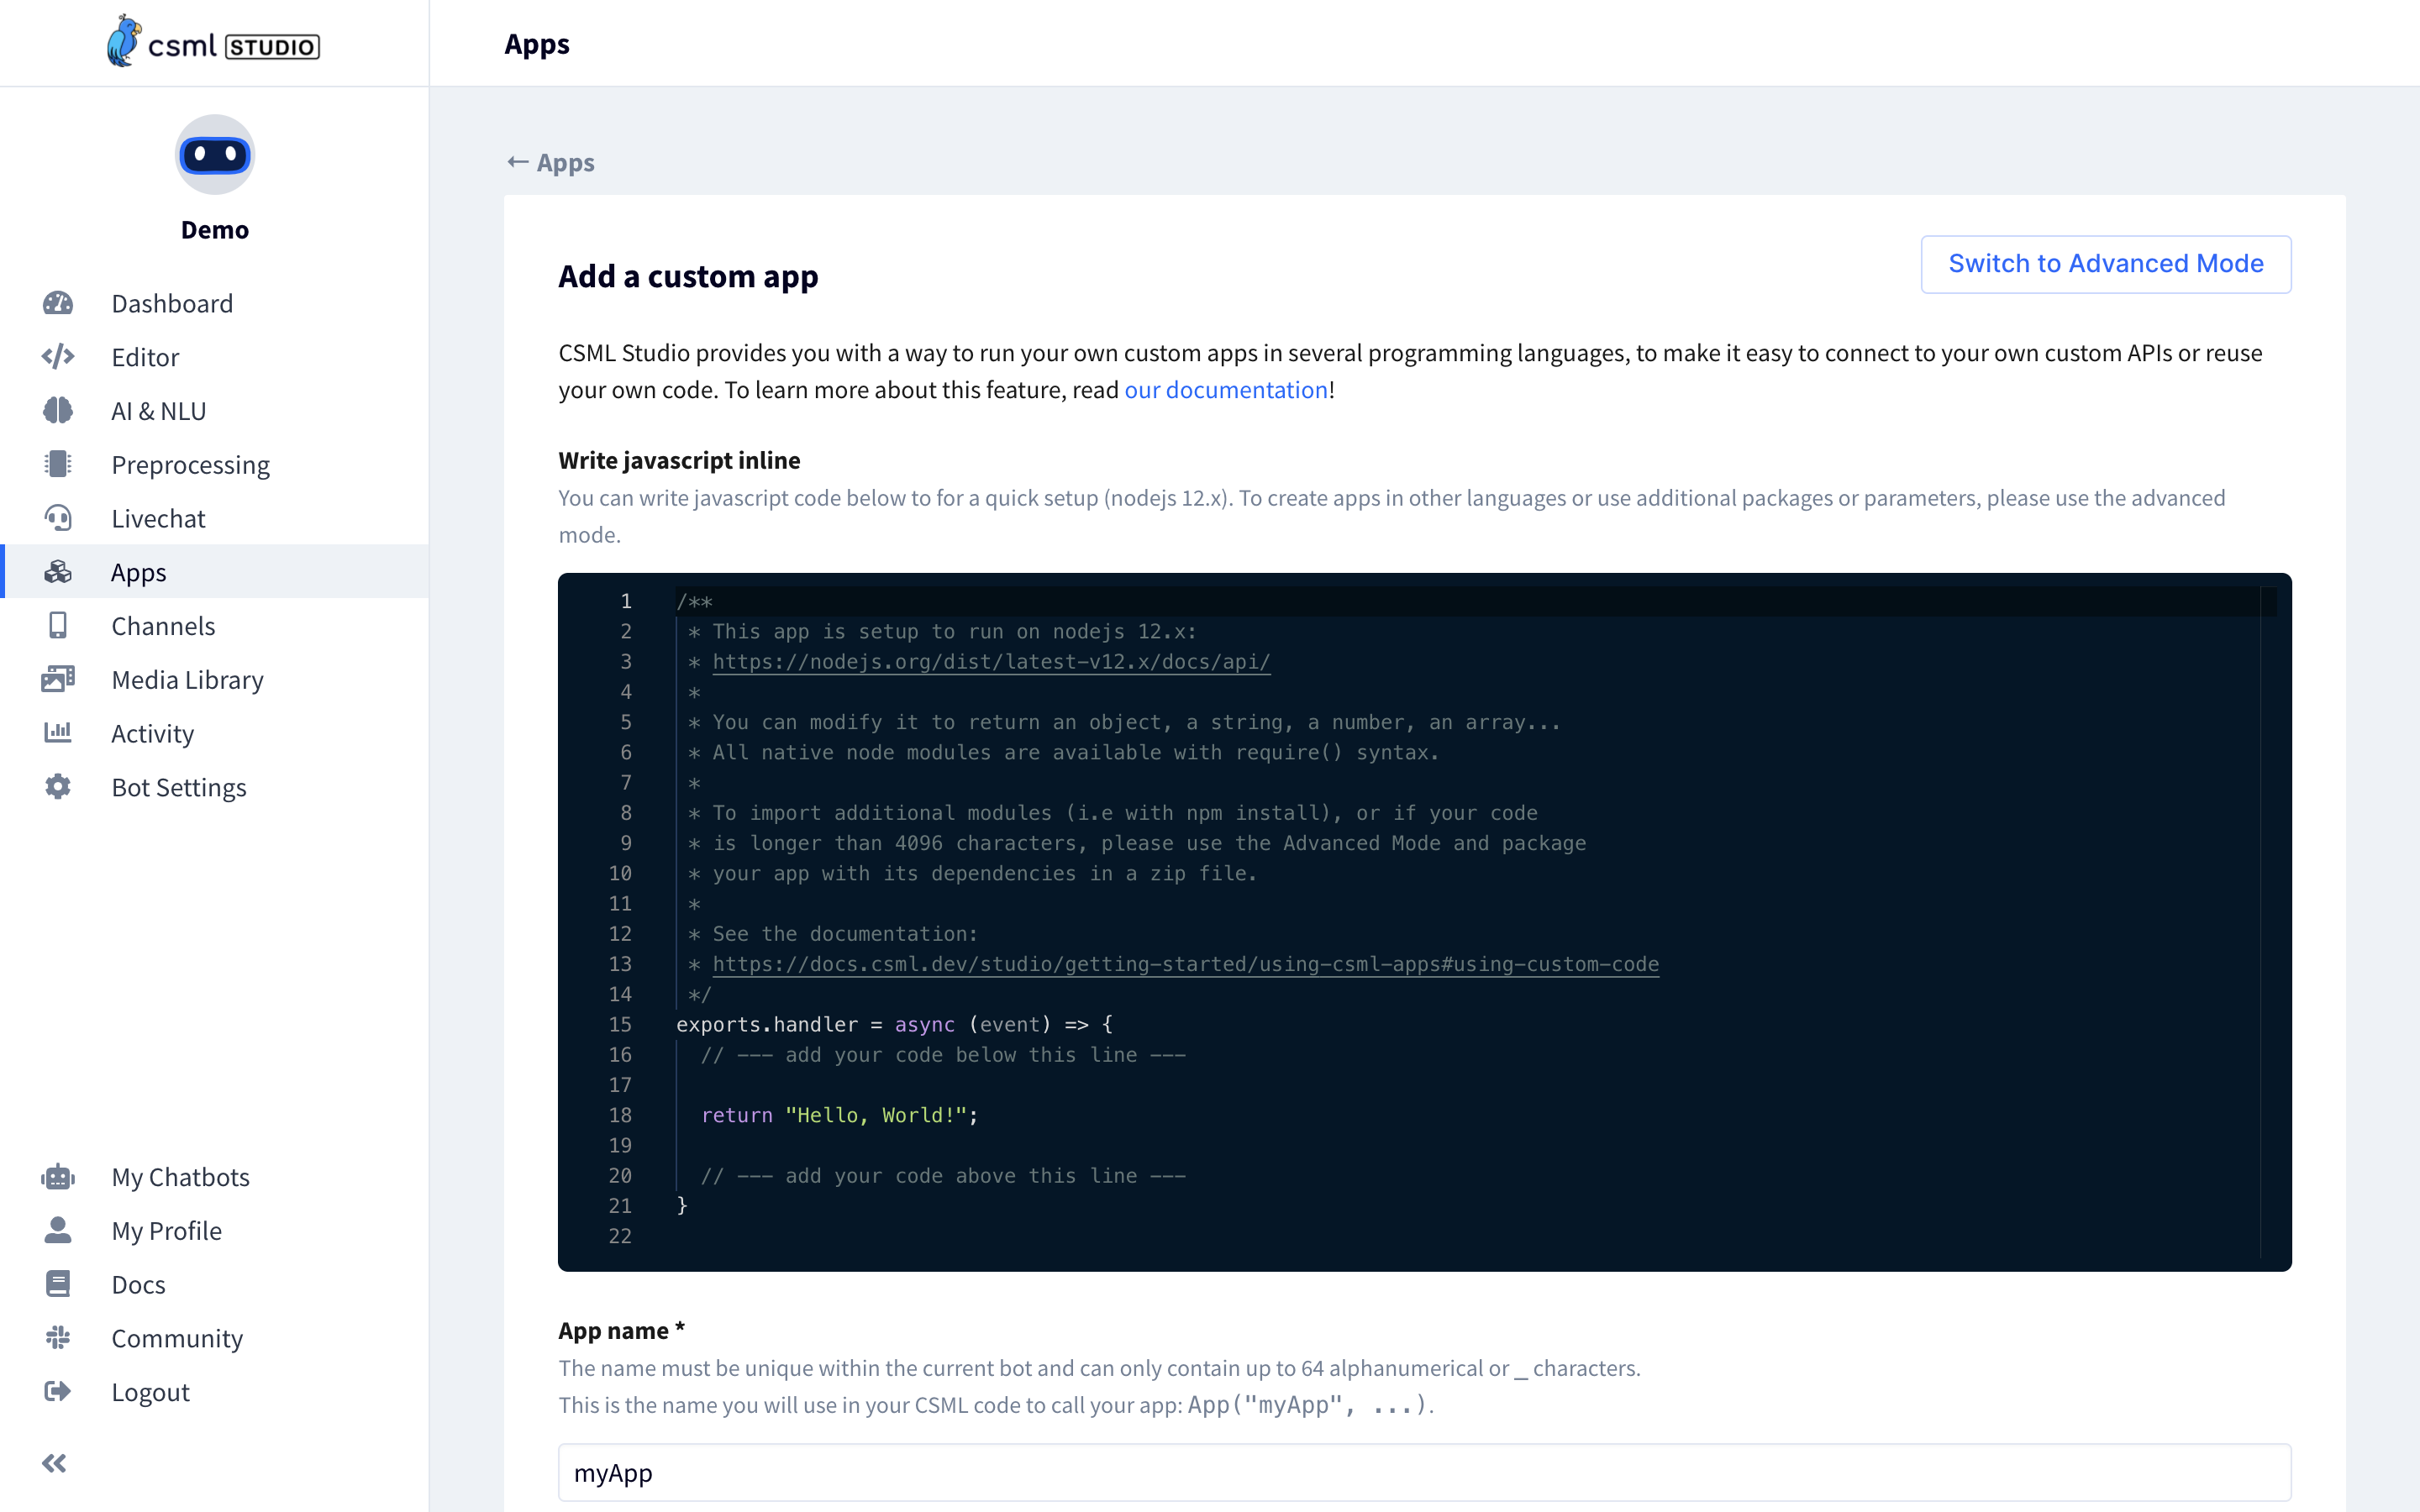 csml STUDIO
Apps
Demo
Dashboard
Editor
AI & NLU
Preprocessing
Livechat
Apps
Channels
Media Library
Activity
Bot Settings
My Chatbots
My Profile
Docs
Community
Logout
← Apps
Add a custom app
Switch to Advanced Mode
CSML Studio provides you with a way to run your own custom apps in several programming languages, to make it easy to connect to your own custom APIs or reuse
your own code. To learn more about this feature, read our documentation!
Write javascript inline
You can write javascript code below to for a quick setup (nodejs 12.x). To create apps in other languages or use additional packages or parameters, please use the advanced
mode.
1 /**
2  * This app is setup to run on nodejs 12.x:
3  * https://nodejs.org/dist/latest-v12.x/docs/api/
4  *
5  * You can modify it to return an object, a string, a number, an array...
6  * All native node modules are available with require() syntax.
7  *
8  * To import additional modules (i.e with npm install), or if your code
9  * is longer than 4096 characters, please use the Advanced Mode and package
10  * your app with its dependencies in a zip file.
11  *
12  * See the documentation:
13  * https://docs.csml.dev/studio/getting-started/using-csml-apps#using-custom-code
14  */
15 exports.handler = async (event) => {
16   // --- add your code below this line ---
17
18   return "Hello, World!";
19
20   // --- add your code above this line ---
21 }
22
App name *
The name must be unique within the current bot and can only contain up to 64 alphanumerical or _ characters.
This is the name you will use in your CSML code to call your app: App("myApp", ...).
myApp